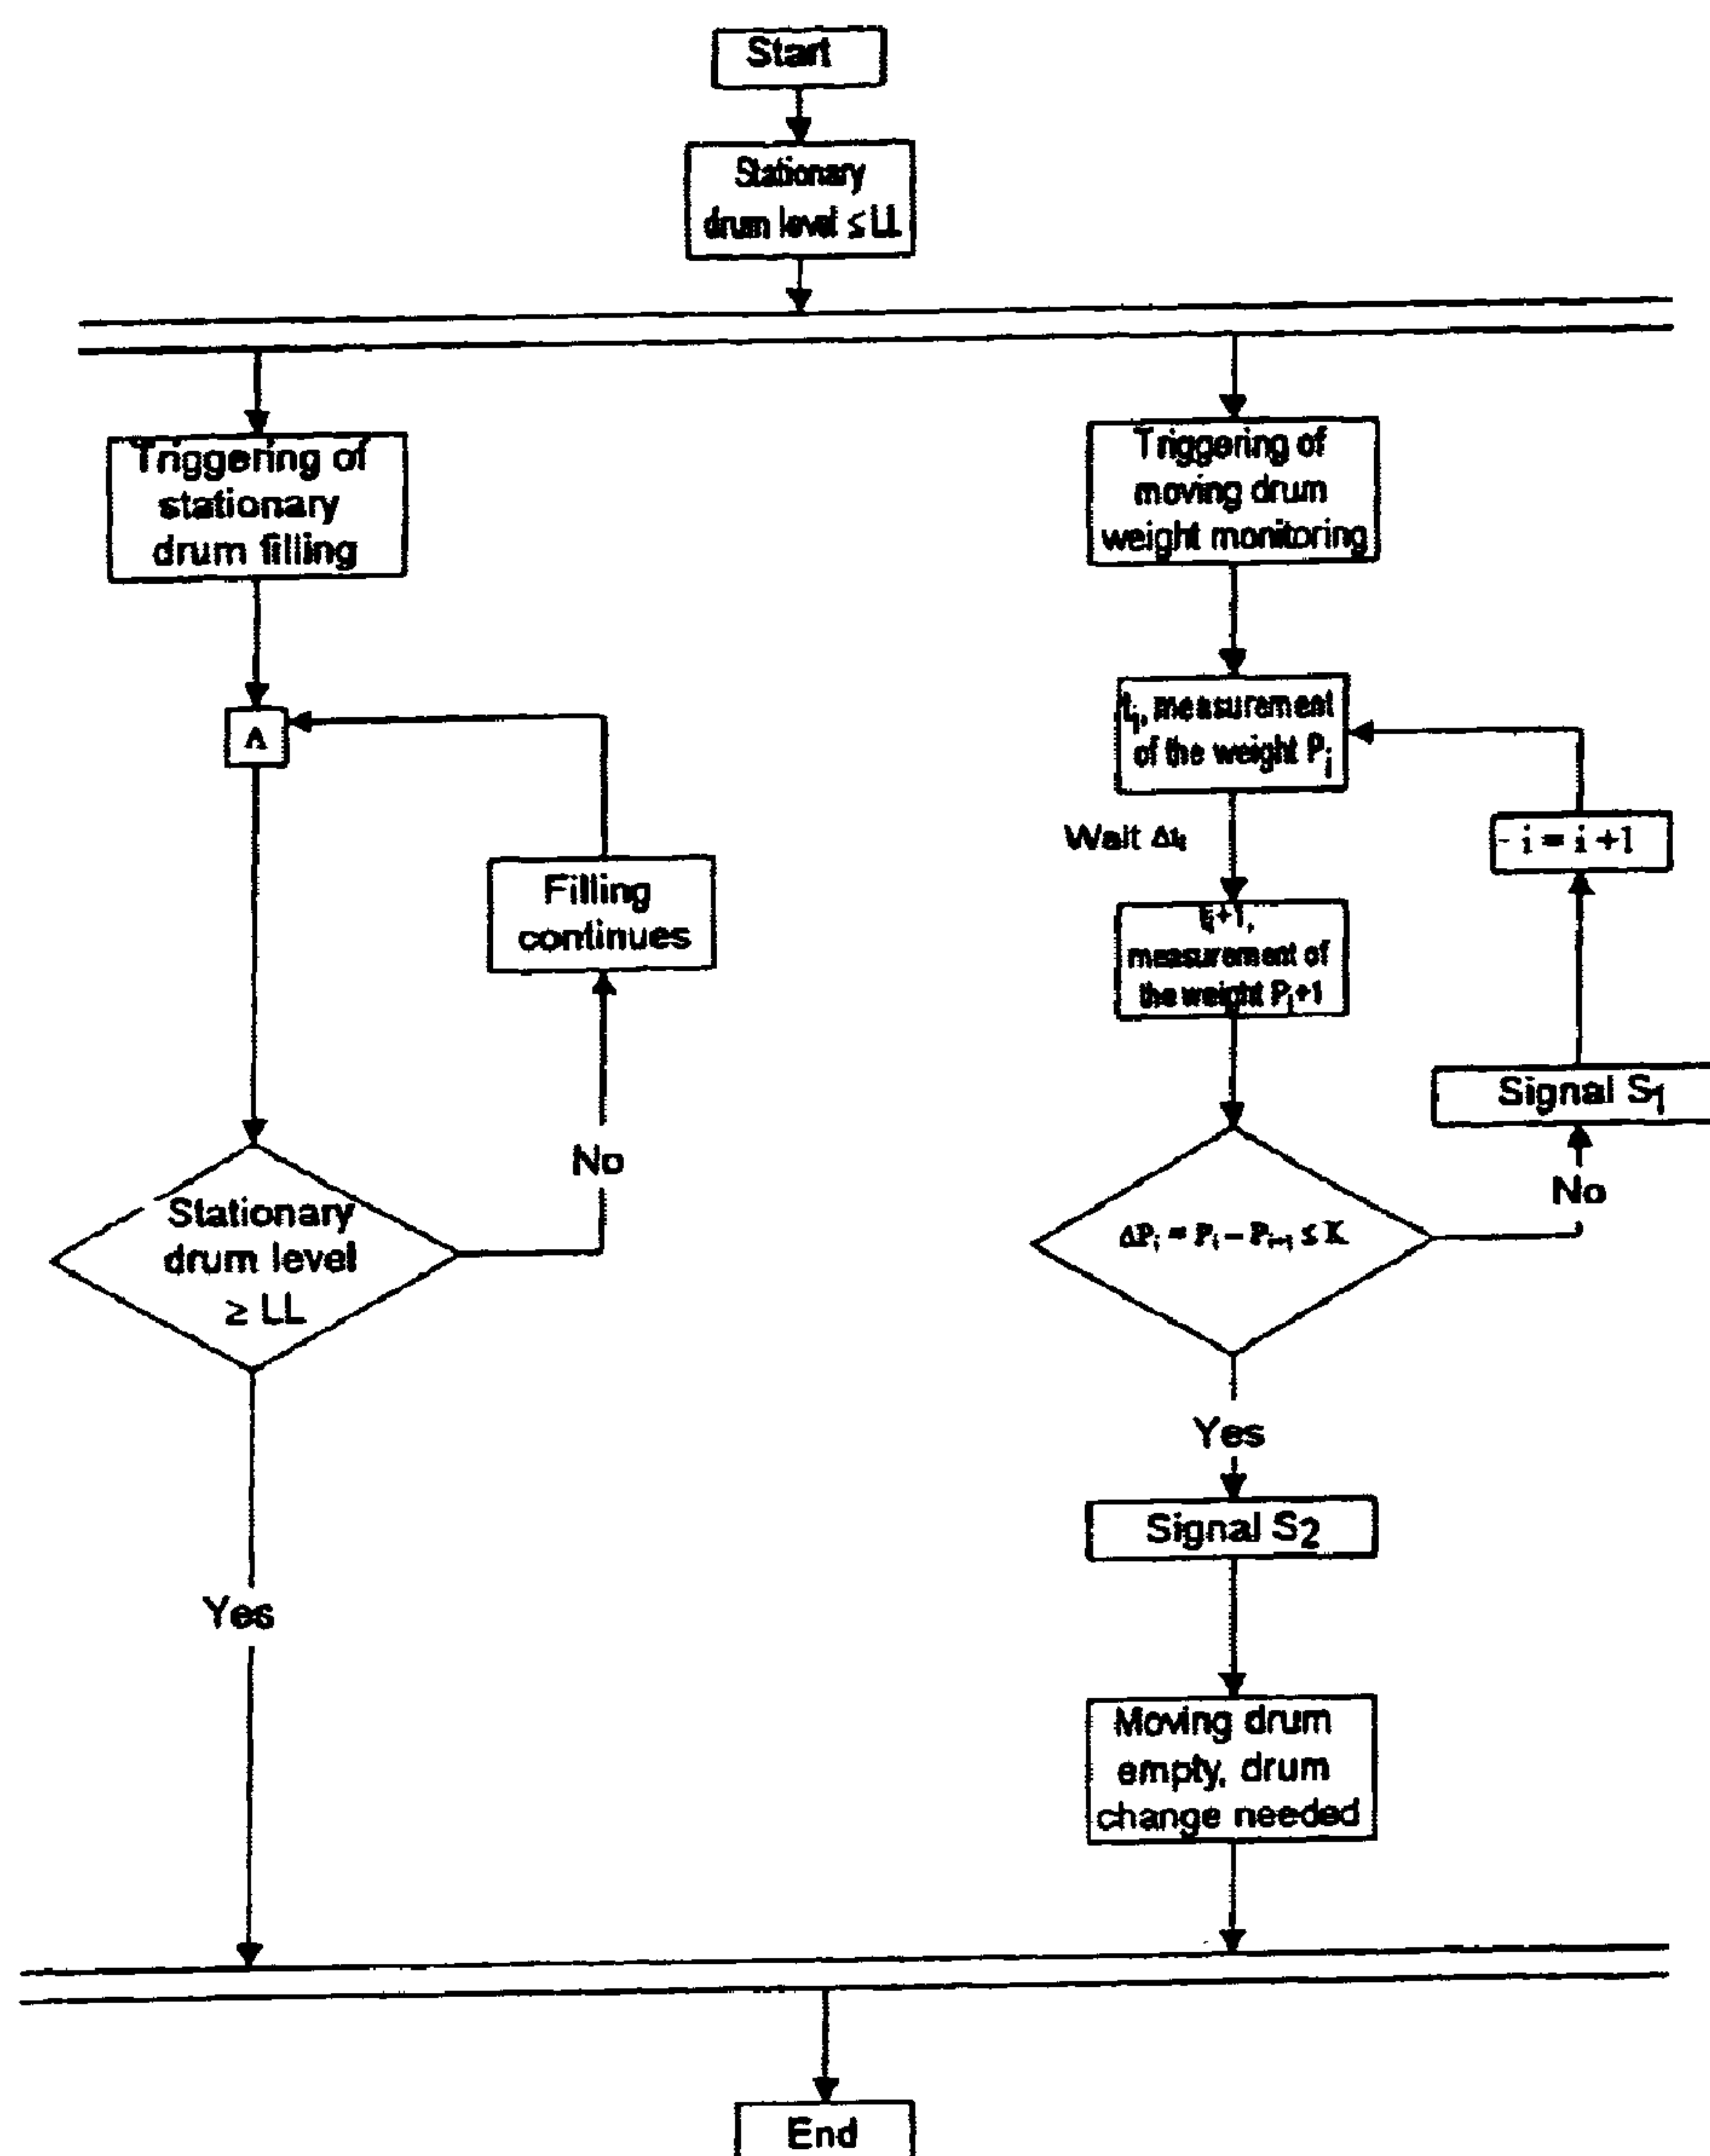 Start
Stationary
drum level ≤ LL
Triggering of
stationary
drum filling
A
Filling
continues
No
Stationary
drum level
≥ LL
Yes
Triggering of
moving drum
weight monitoring
tᵢ, measurement
of the weight Pᵢ
Wait Δtᵢ
tᵢ+1,
measurement of
the weight Pᵢ+1
i = i +1
Signal S₁
No
ΔPᵢ = Pᵢ – Pᵢ₊₁ ≤ K
Yes
Signal S₂
Moving drum
empty, drum
change needed
End